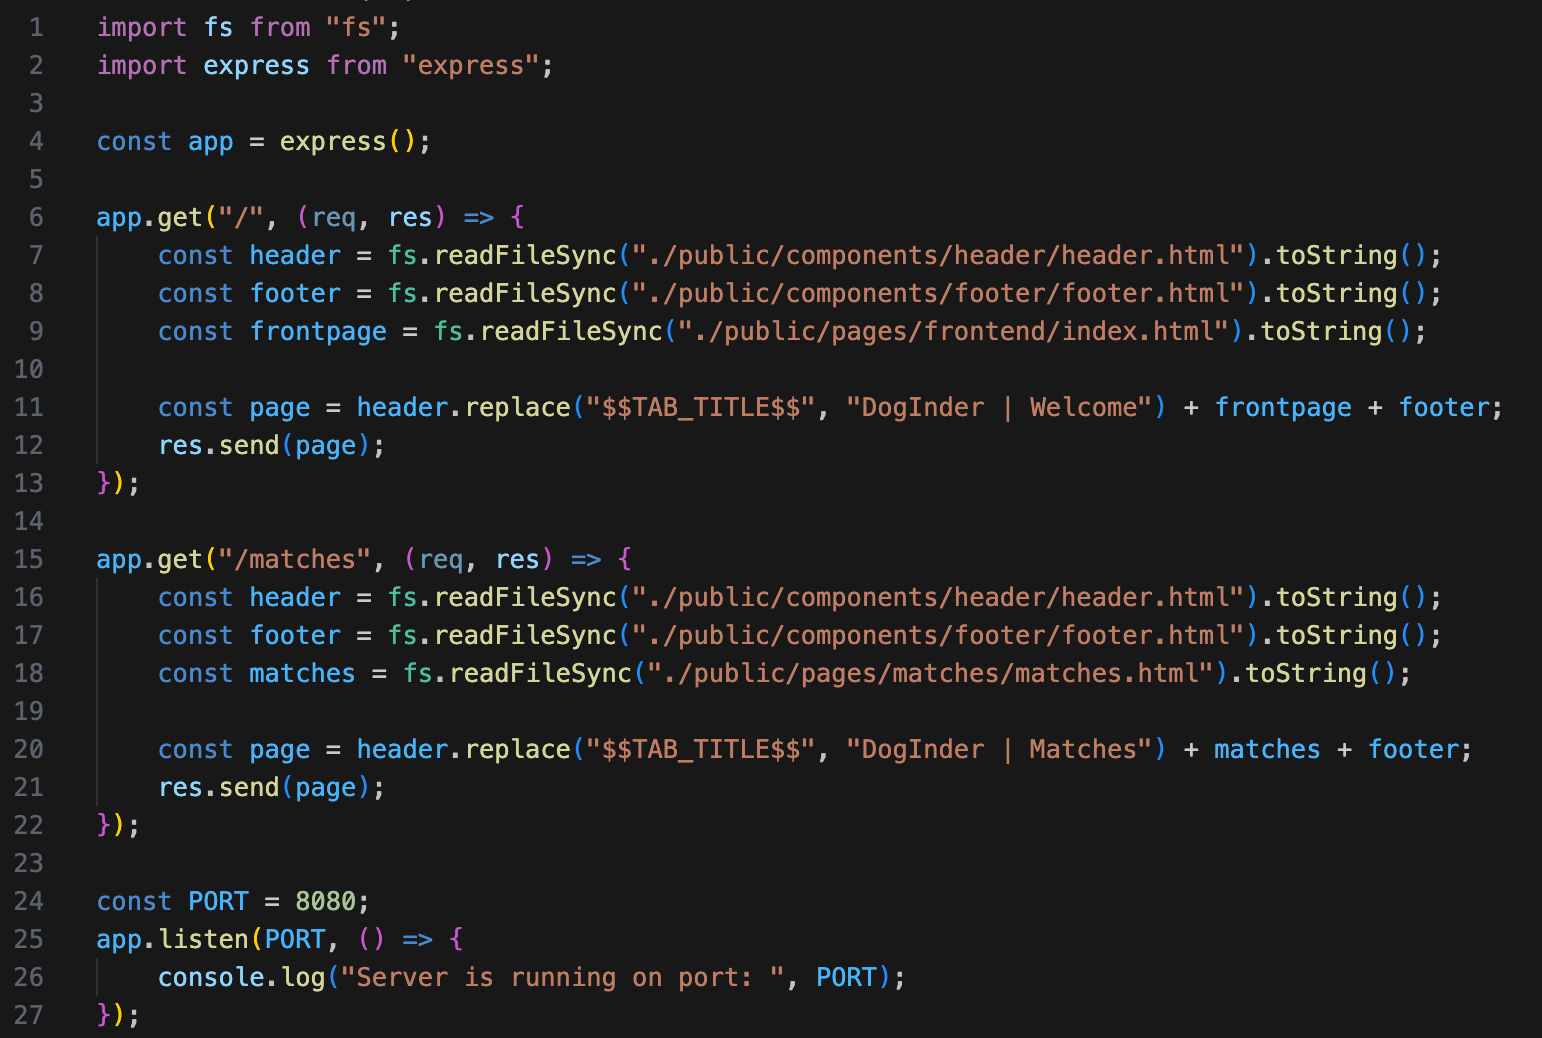 1 import fs from "fs";
2 import express from "express";
3
4 const app = express();
5
6 app.get("/", (req, res) => {
7     const header = fs.readFileSync("./public/components/header/header.html").toString();
8     const footer = fs.readFileSync("./public/components/footer/footer.html").toString();
9     const frontpage = fs.readFileSync("./public/pages/frontend/index.html").toString();
10
11     const page = header.replace("$$TAB_TITLE$$", "DogInder | Welcome") + frontpage + footer;
12     res.send(page);
13 });
14
15 app.get("/matches", (req, res) => {
16     const header = fs.readFileSync("./public/components/header/header.html").toString();
17     const footer = fs.readFileSync("./public/components/footer/footer.html").toString();
18     const matches = fs.readFileSync("./public/pages/matches/matches.html").toString();
19
20     const page = header.replace("$$TAB_TITLE$$", "DogInder | Matches") + matches + footer;
21     res.send(page);
22 });
23
24 const PORT = 8080;
25 app.listen(PORT, () => {
26     console.log("Server is running on port: ", PORT);
27 });